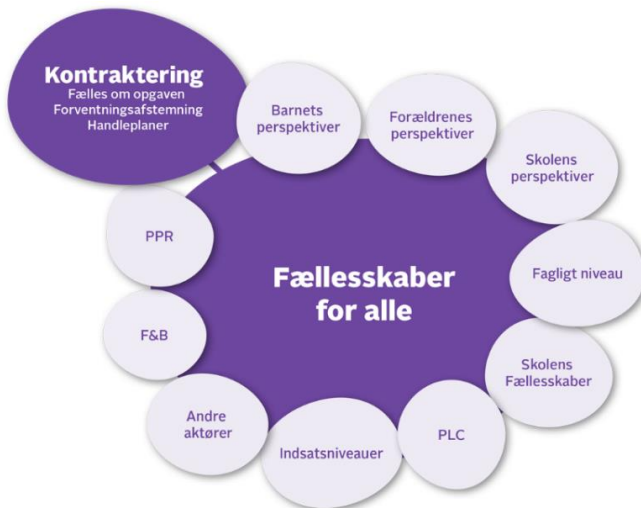 Kontraktering
Fælles om opgaven
Forventningsafstemning
Handleplaner
Barnets
perspektiver
Forældrenes
perspektiver
Skolens
perspektiver
Fagligt niveau
Skolens
Fællesskaber
PLC
Indsatsniveauer
Andre
aktører
F&B
PPR
Fællesskaber
for alle